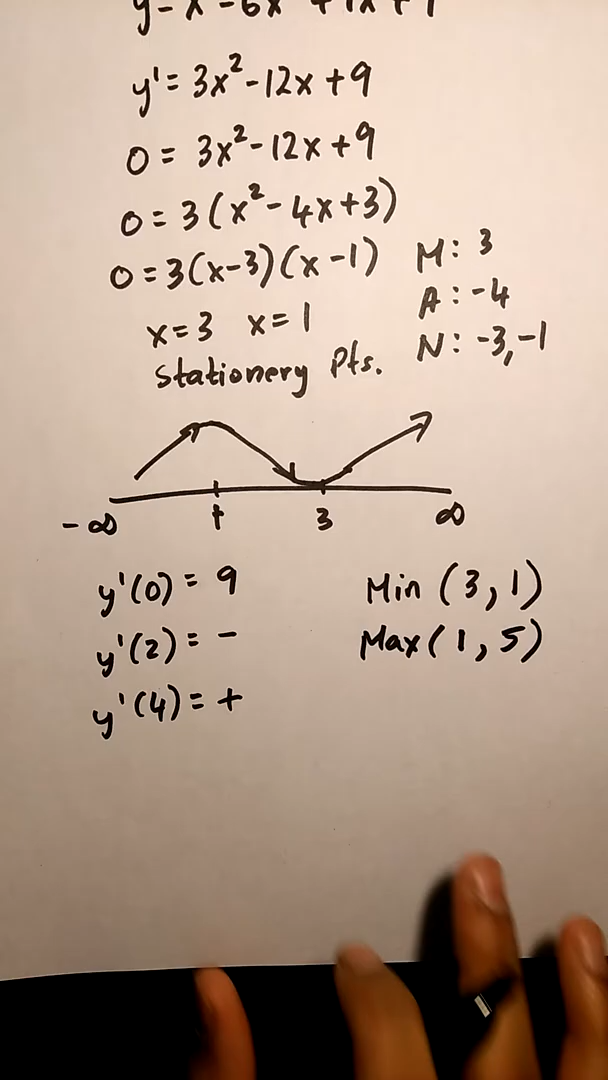 y' = 3x² - 12x + 9
0 = 3x² - 12x + 9
0 = 3(x² - 4x + 3)
0 = 3(x-3)(x-1)
x=3 x=1
Stationery Pts.
M: 3
A: -4
N: -3,-1
-∞ 1 3 ∞
y'(0) = 9
y'(2) = -
y'(4) = +
Min (3, 1)
Max (1, 5)